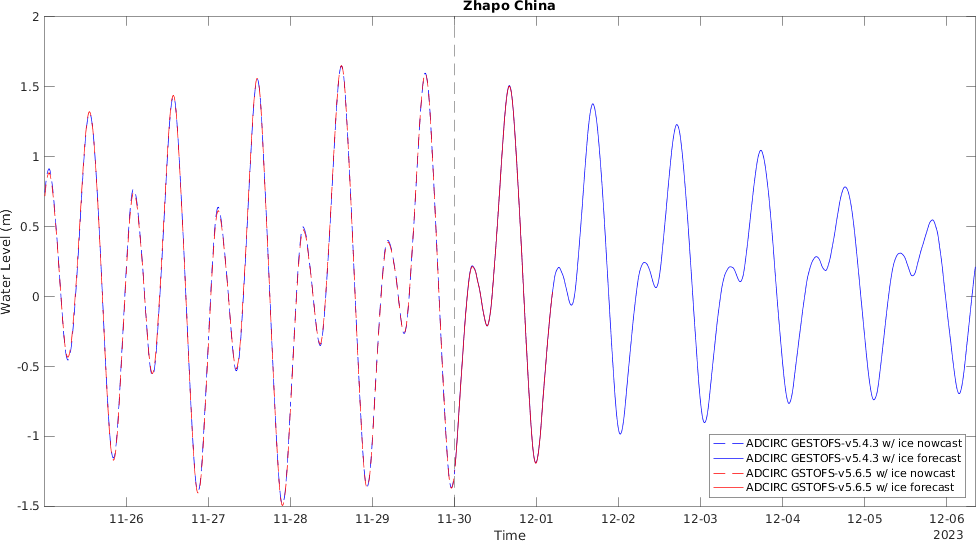 Zhapo China
2
1.5
1
0.5
0
-0.5
-1
-1.5
Water Level (m)
11-26 11-27 11-28 11-29 11-30 12-01 12-02 12-03 12-04 12-05 12-06
2023
Time
ADCIRC GESTOFS-v5.4.3 w/ ice nowcast
ADCIRC GESTOFS-v5.4.3 w/ ice forecast
ADCIRC GSTOFS-v5.6.5 w/ ice nowcast
ADCIRC GSTOFS-v5.6.5 w/ ice forecast